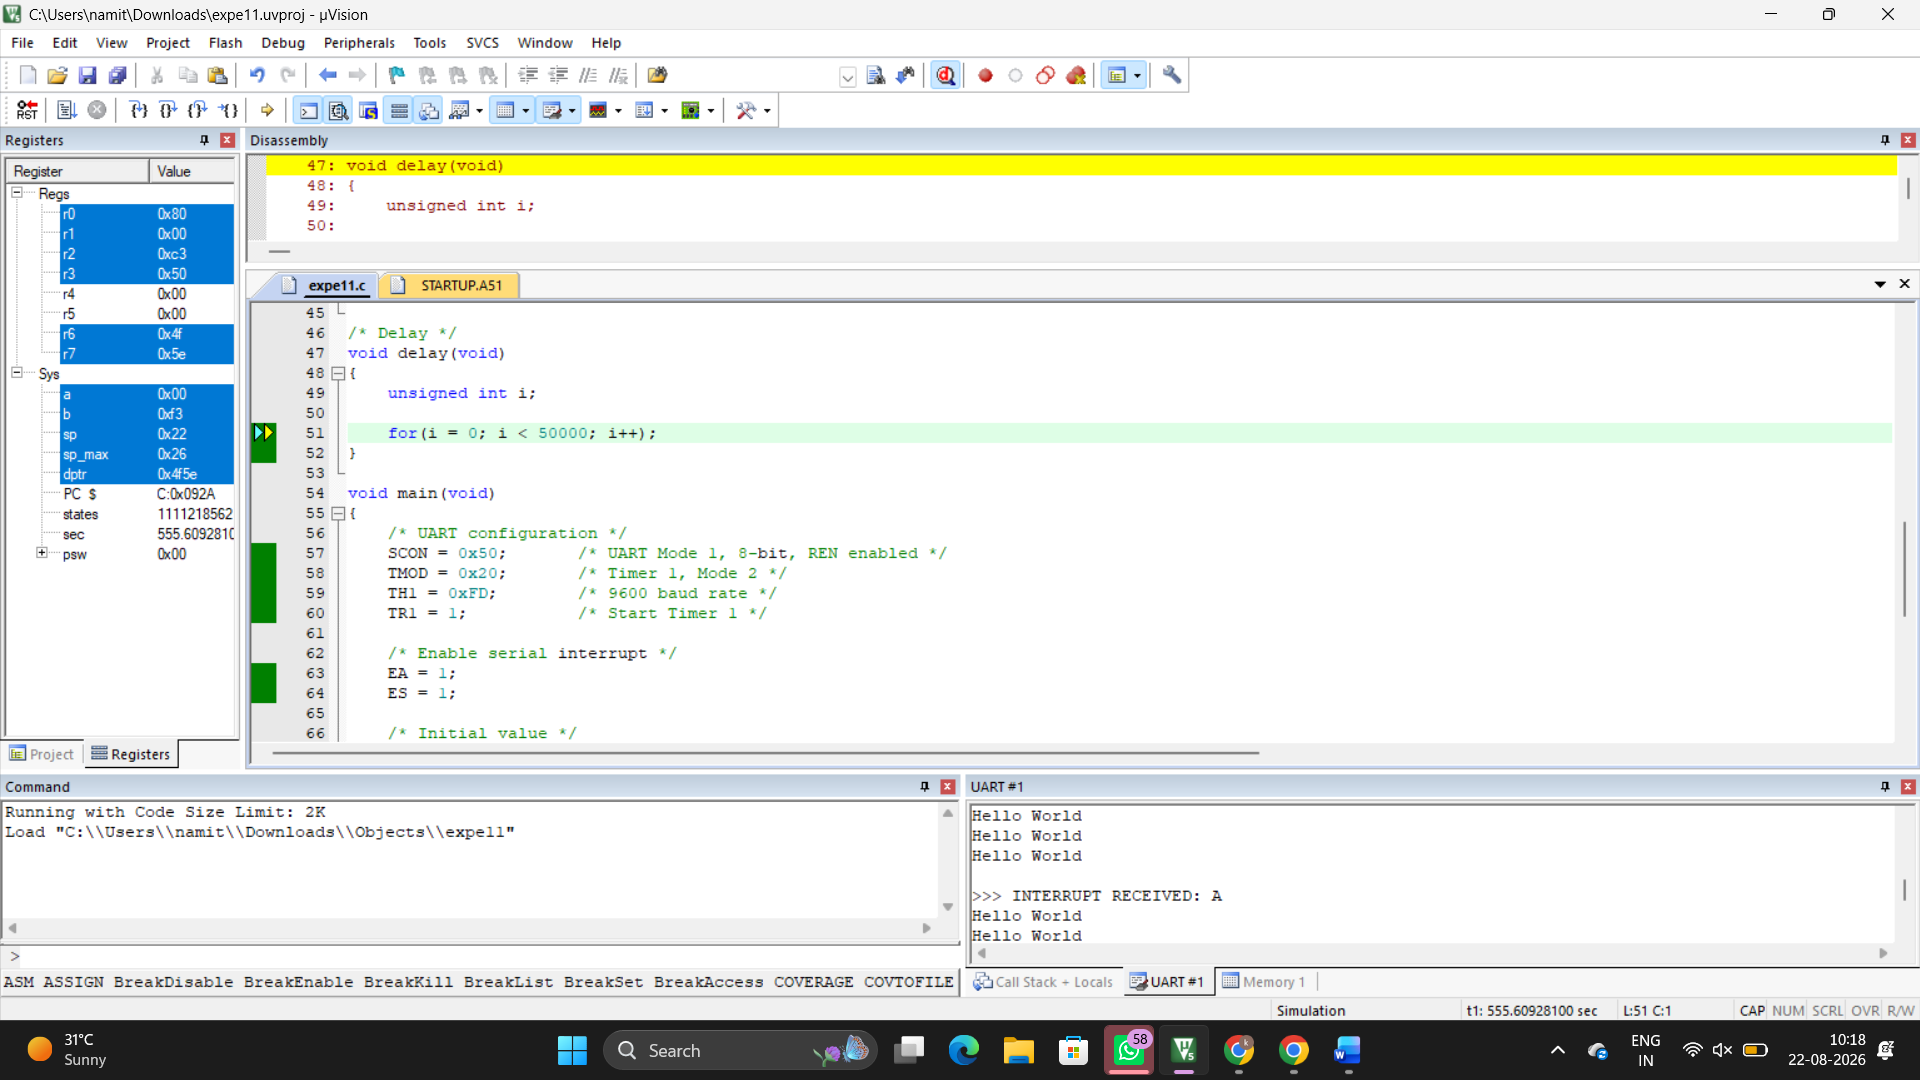 C:\Users\namit\Downloads\expe11.uvproj - µVision
File Edit View Project Flash Debug Peripherals Tools SVCS Window Help
Registers
Register Value
Regs
r0 0x80
r1 0x00
r2 0xc3
r3 0x50
r4 0x00
r5 0x00
r6 0x4f
r7 0x5e
Sys
a 0x00
b 0xf3
sp 0x22
sp_max 0x26
dptr 0x4f5e
PC $ C:0x092A
states 1111218562
sec 555.6092810
psw 0x00
Project Registers
Disassembly
47: void delay(void)
48: {
49: unsigned int i;
50:
expe11.c STARTUP.A51
45
46 /* Delay */
47 void delay(void)
48 {
49 unsigned int i;
50
51 for(i = 0; i < 50000; i++);
52 }
53
54 void main(void)
55 {
56 /* UART configuration */
57 SCON = 0x50; /* UART Mode 1, 8-bit, REN enabled */
58 TMOD = 0x20; /* Timer 1, Mode 2 */
59 TH1 = 0xFD; /* 9600 baud rate */
60 TR1 = 1; /* Start Timer 1 */
61
62 /* Enable serial interrupt */
63 EA = 1;
64 ES = 1;
65
66 /* Initial value */
Command
Running with Code Size Limit: 2K
Load "C:\\Users\\namit\\Downloads\\Objects\\expe11"
>
ASM ASSIGN BreakDisable BreakEnable BreakKill BreakList BreakSet BreakAccess COVERAGE COVTOFILE
UART #1
Hello World
Hello World
Hello World
>>> INTERRUPT RECEIVED: A
Hello World
Hello World
Call Stack + Locals UART #1 Memory 1
Simulation t1: 555.60928100 sec L:51 C:1 CAP NUM SCRL OVR R/W
31°C
Sunny
Search
58
ENG
IN
10:18
22-08-2026